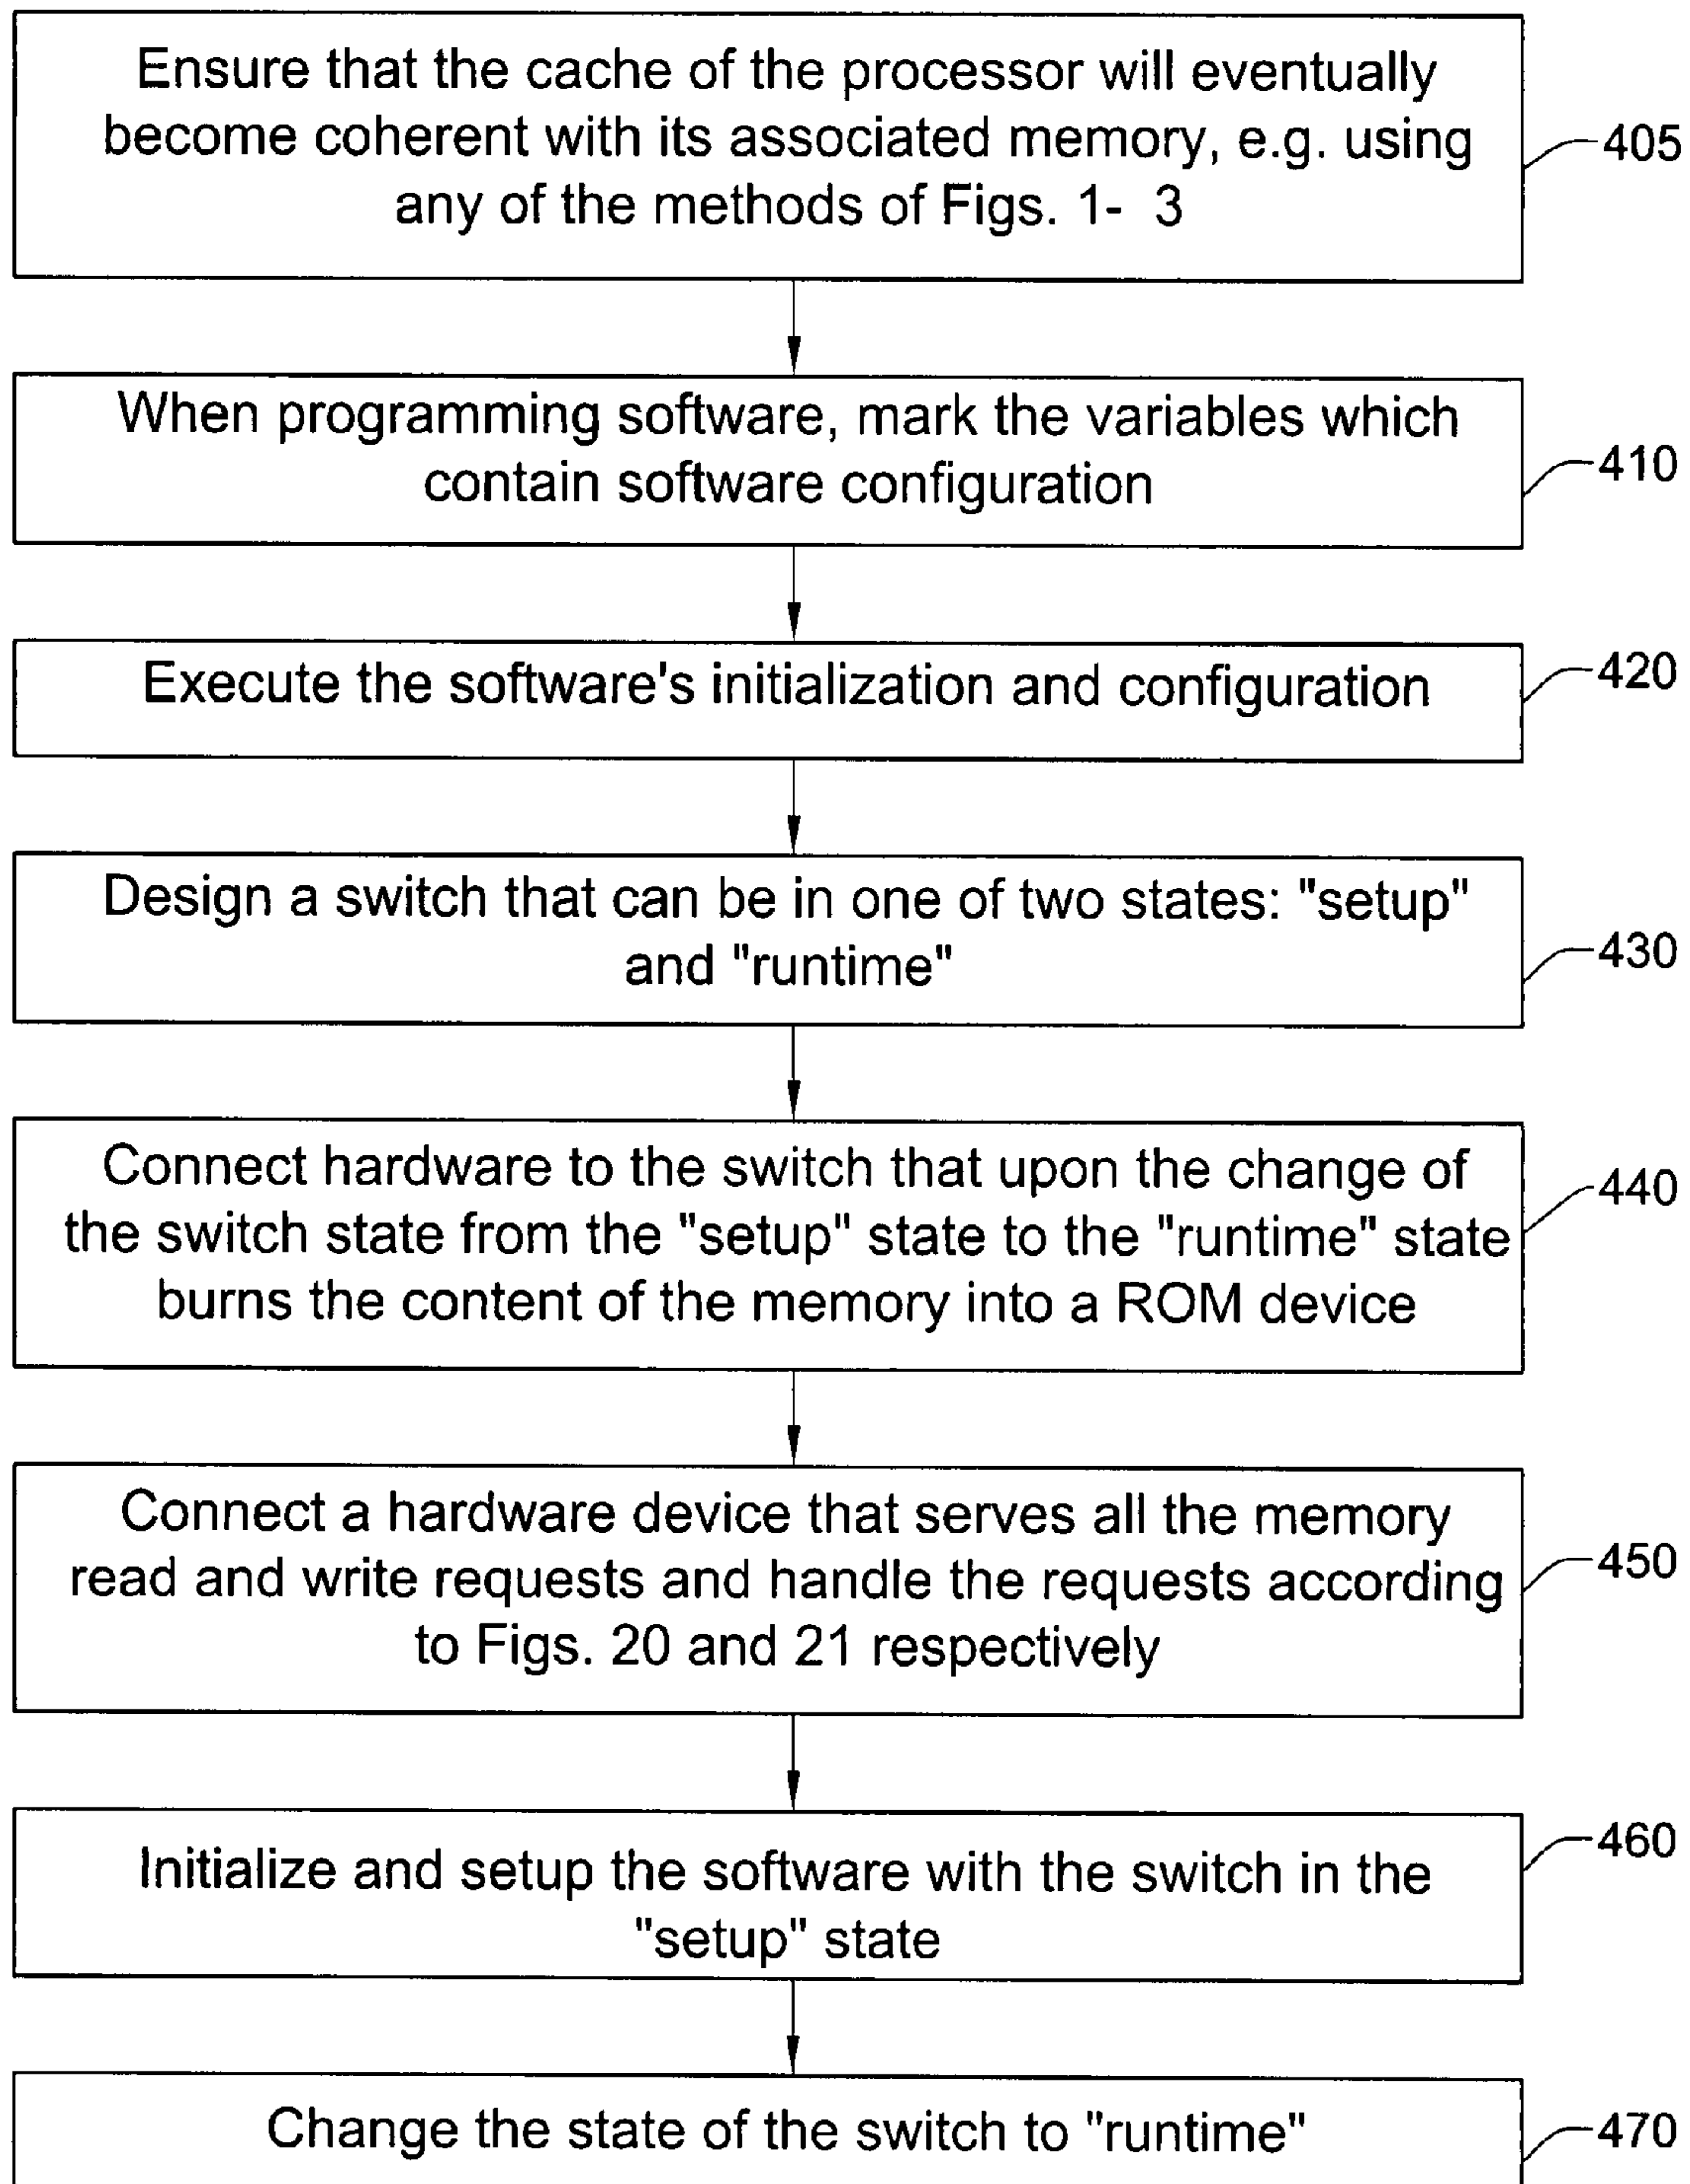 Ensure that the cache of the processor will eventually
become coherent with its associated memory, e.g. using
any of the methods of Figs. 1- 3
405
When programming software, mark the variables which
contain software configuration
410
Execute the software's initialization and configuration
420
Design a switch that can be in one of two states: "setup"
and "runtime"
430
Connect hardware to the switch that upon the change of
the switch state from the "setup" state to the "runtime" state
burns the content of the memory into a ROM device
440
Connect a hardware device that serves all the memory
read and write requests and handle the requests according
to Figs. 20 and 21 respectively
450
Initialize and setup the software with the switch in the
"setup" state
460
Change the state of the switch to "runtime"
470